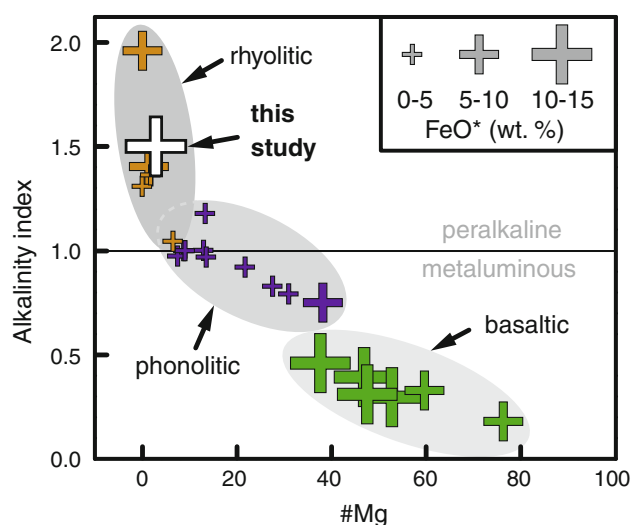 2.0
1.5
1.0
0.5
0.0
Alkalinity index
rhyolitic
this
study
phonolitic
basaltic
peralkaline
metaluminous
0-5 5-10 10-15
FeO* (wt. %)
0 20 40 60 80 100
#Mg